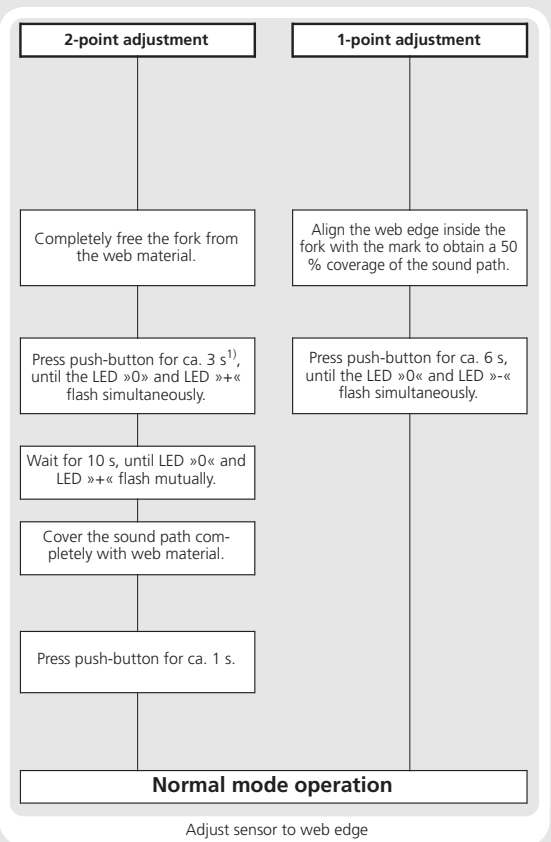 2-point adjustment
1-point adjustment
Completely free the fork from
the web material.
Align the web edge inside the
fork with the mark to obtain a 50
% coverage of the sound path.
Press push-button for ca. 3 s1),
until the LED »0» and LED »+«
flash simultaneously.
Press push-button for ca. 6 s,
until the LED »0« and LED »-«
flash simultaneously.
Wait for 10 s, until LED »0« and
LED »+« flash mutually.
Cover the sound path com-
pletely with web material.
Press push-button for ca. 1 s.
Normal mode operation
Adjust sensor to web edge